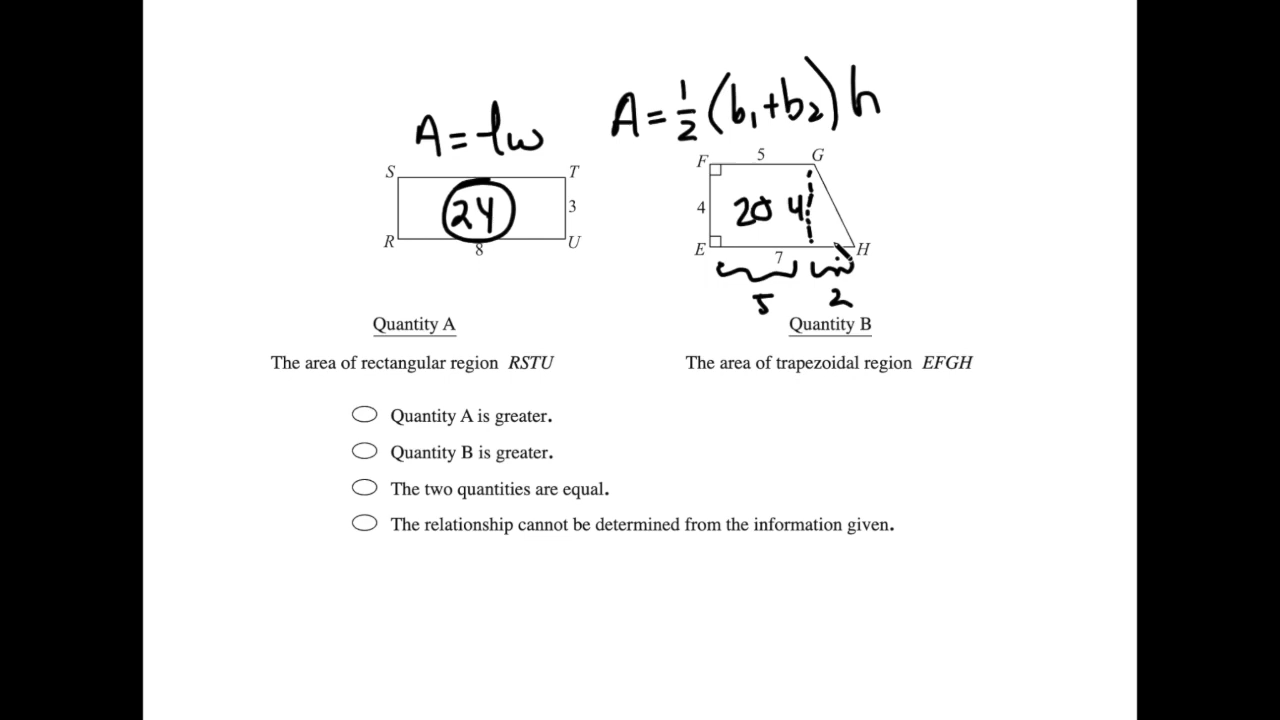 A = lw
A = 1/2 (b₁+b₂) h
S T
24
3
R 8 U
F 5 G
4 20 4
E 7 H
5 2
Quantity A
The area of rectangular region RSTU
Quantity B
The area of trapezoidal region EFGH
Quantity A is greater.
Quantity B is greater.
The two quantities are equal.
The relationship cannot be determined from the information given.